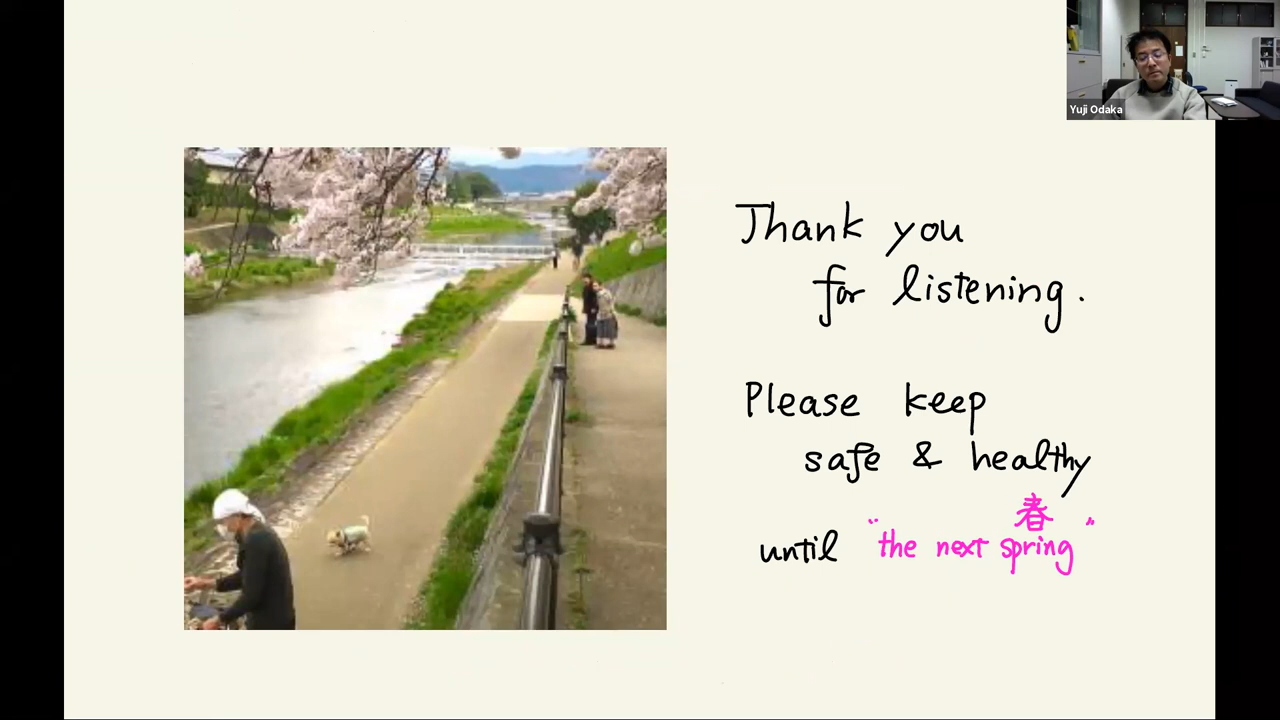 Yuji Odaka
Thank you
for listening.
Please keep
safe & healthy
春
until "the next spring"